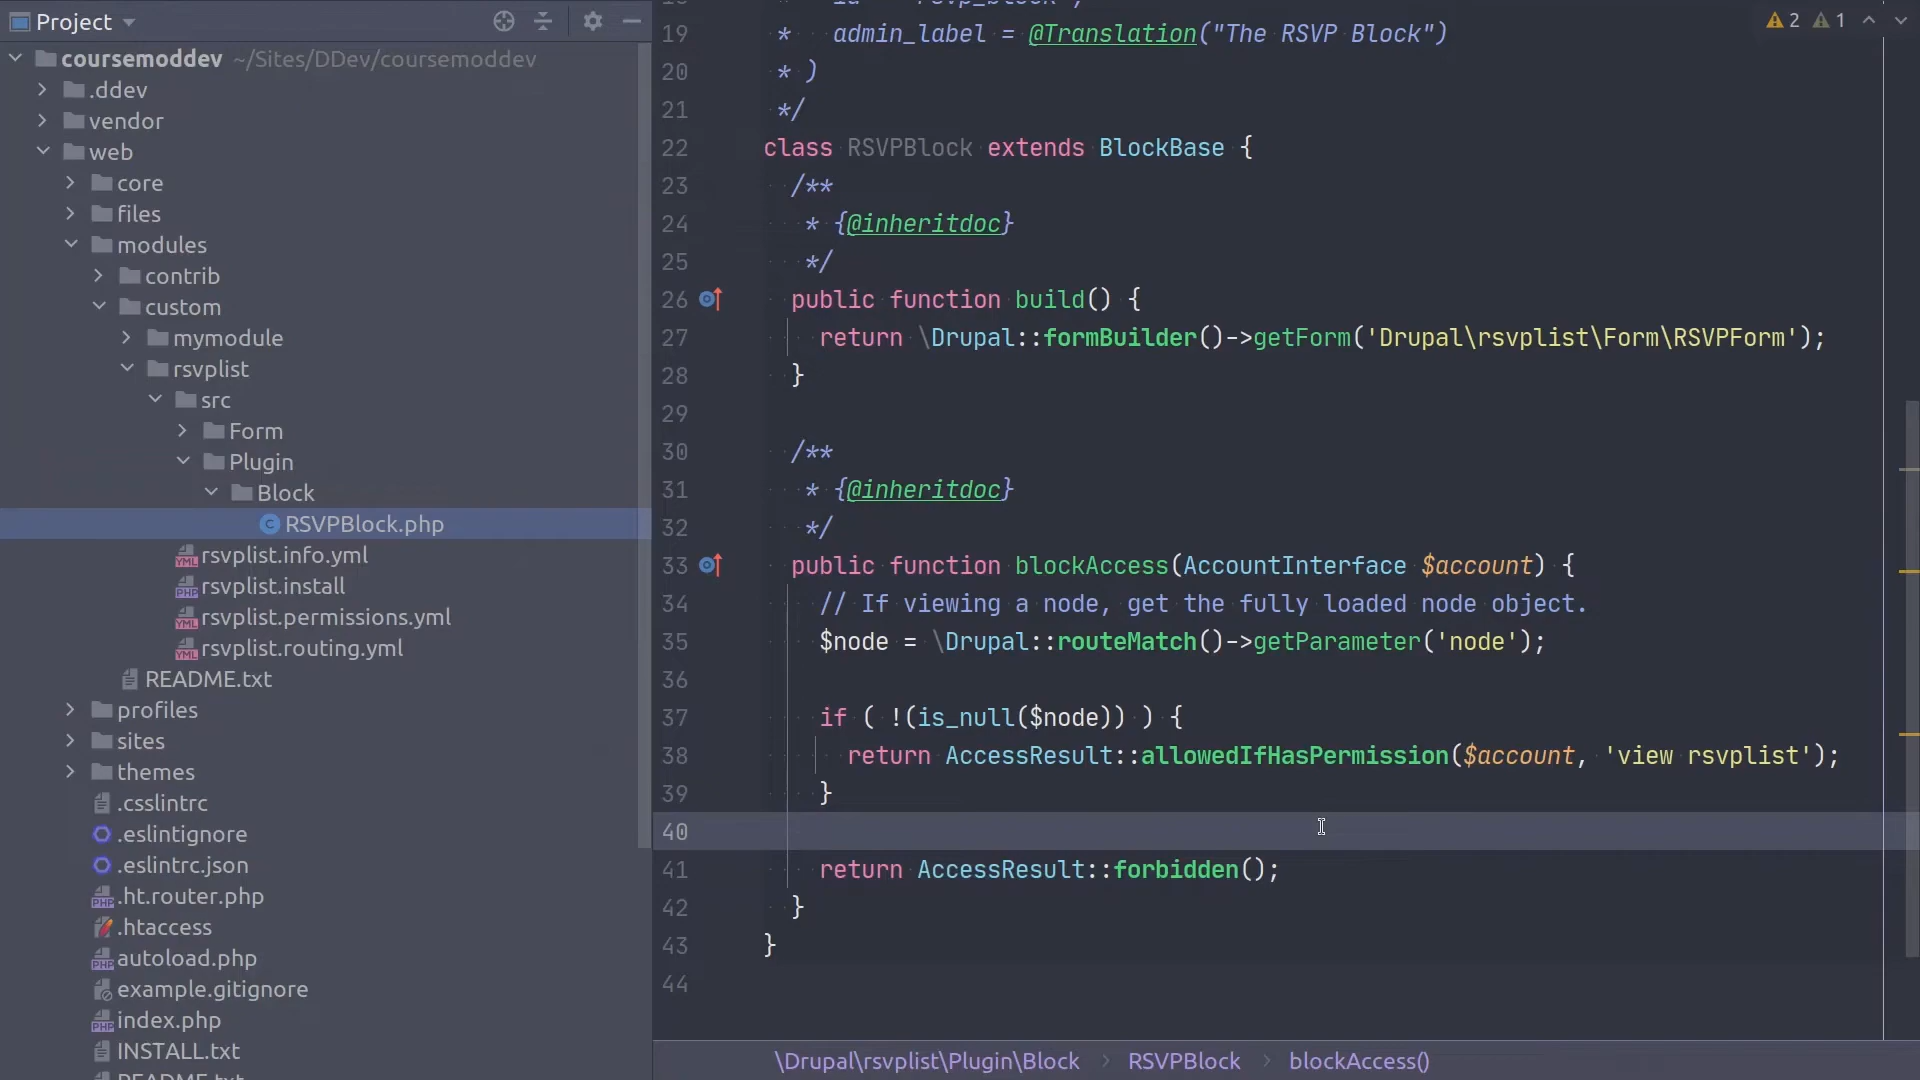 Project
coursemoddev ~/Sites/DDev/coursemoddev
.ddev
vendor
web
core
files
modules
contrib
custom
mymodule
rsvplist
src
Form
Plugin
Block
RSVPBlock.php
rsvplist.info.yml
rsvplist.install
rsvplist.permissions.yml
rsvplist.routing.yml
README.txt
profiles
sites
themes
.csslintrc
.eslintignore
.eslintrc.json
.ht.router.php
.htaccess
autoload.php
example.gitignore
index.php
INSTALL.txt
README.txt
2 1
19 * admin_label = @Translation("The RSVP Block")
20 * )
21 */
22 class RSVPBlock extends BlockBase {
23 /**
24 * {@inheritdoc}
25 */
26 public function build() {
27 return \Drupal::formBuilder()->getForm('Drupal\rsvplist\Form\RSVPForm');
28 }
29
30 /**
31 * {@inheritdoc}
32 */
33 public function blockAccess(AccountInterface $account) {
34 // If viewing a node, get the fully loaded node object.
35 $node = \Drupal::routeMatch()->getParameter('node');
36
37 if ( !(is_null($node)) ) {
38 return AccessResult::allowedIfHasPermission($account, 'view rsvplist');
39 }
40
41 return AccessResult::forbidden();
42 }
43 }
44
\Drupal\rsvplist\Plugin\Block › RSVPBlock › blockAccess()